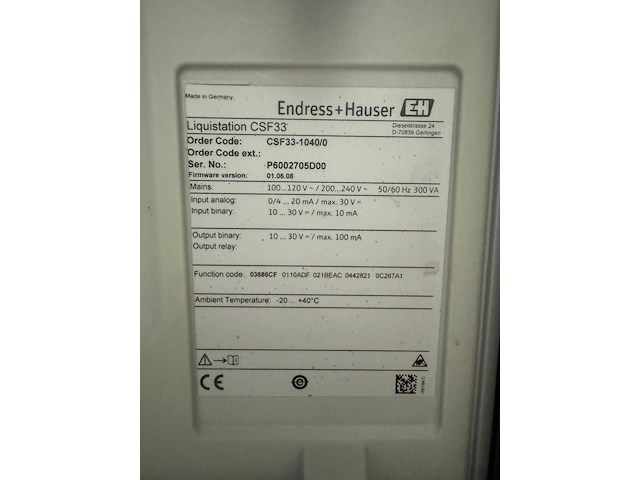 Made in Germany
Endress+Hauser EH
Dieselstrasse 24
D-70839 Gerlingen
Liquistation CSF33
Order Code: CSF33-1040/0
Order Code ext.:
Ser. No.: P6002705D00
Firmware version: 01.06.08
Mains: 100...120 V ~ / 200...240 V ~ 50/60 Hz 300 VA
Input analog: 0/4 ... 20 mA / max. 30 V ⎓
Input binary: 10 ... 30 V ⎓ / max. 10 mA
Output binary: 10 ... 30 V ⎓ / max. 100 mA
Output relay:
Function code: 03686CF 0110ADF 021BEAC 0442821 0C267A1
Ambient Temperature: -20 ... +40°C
CE